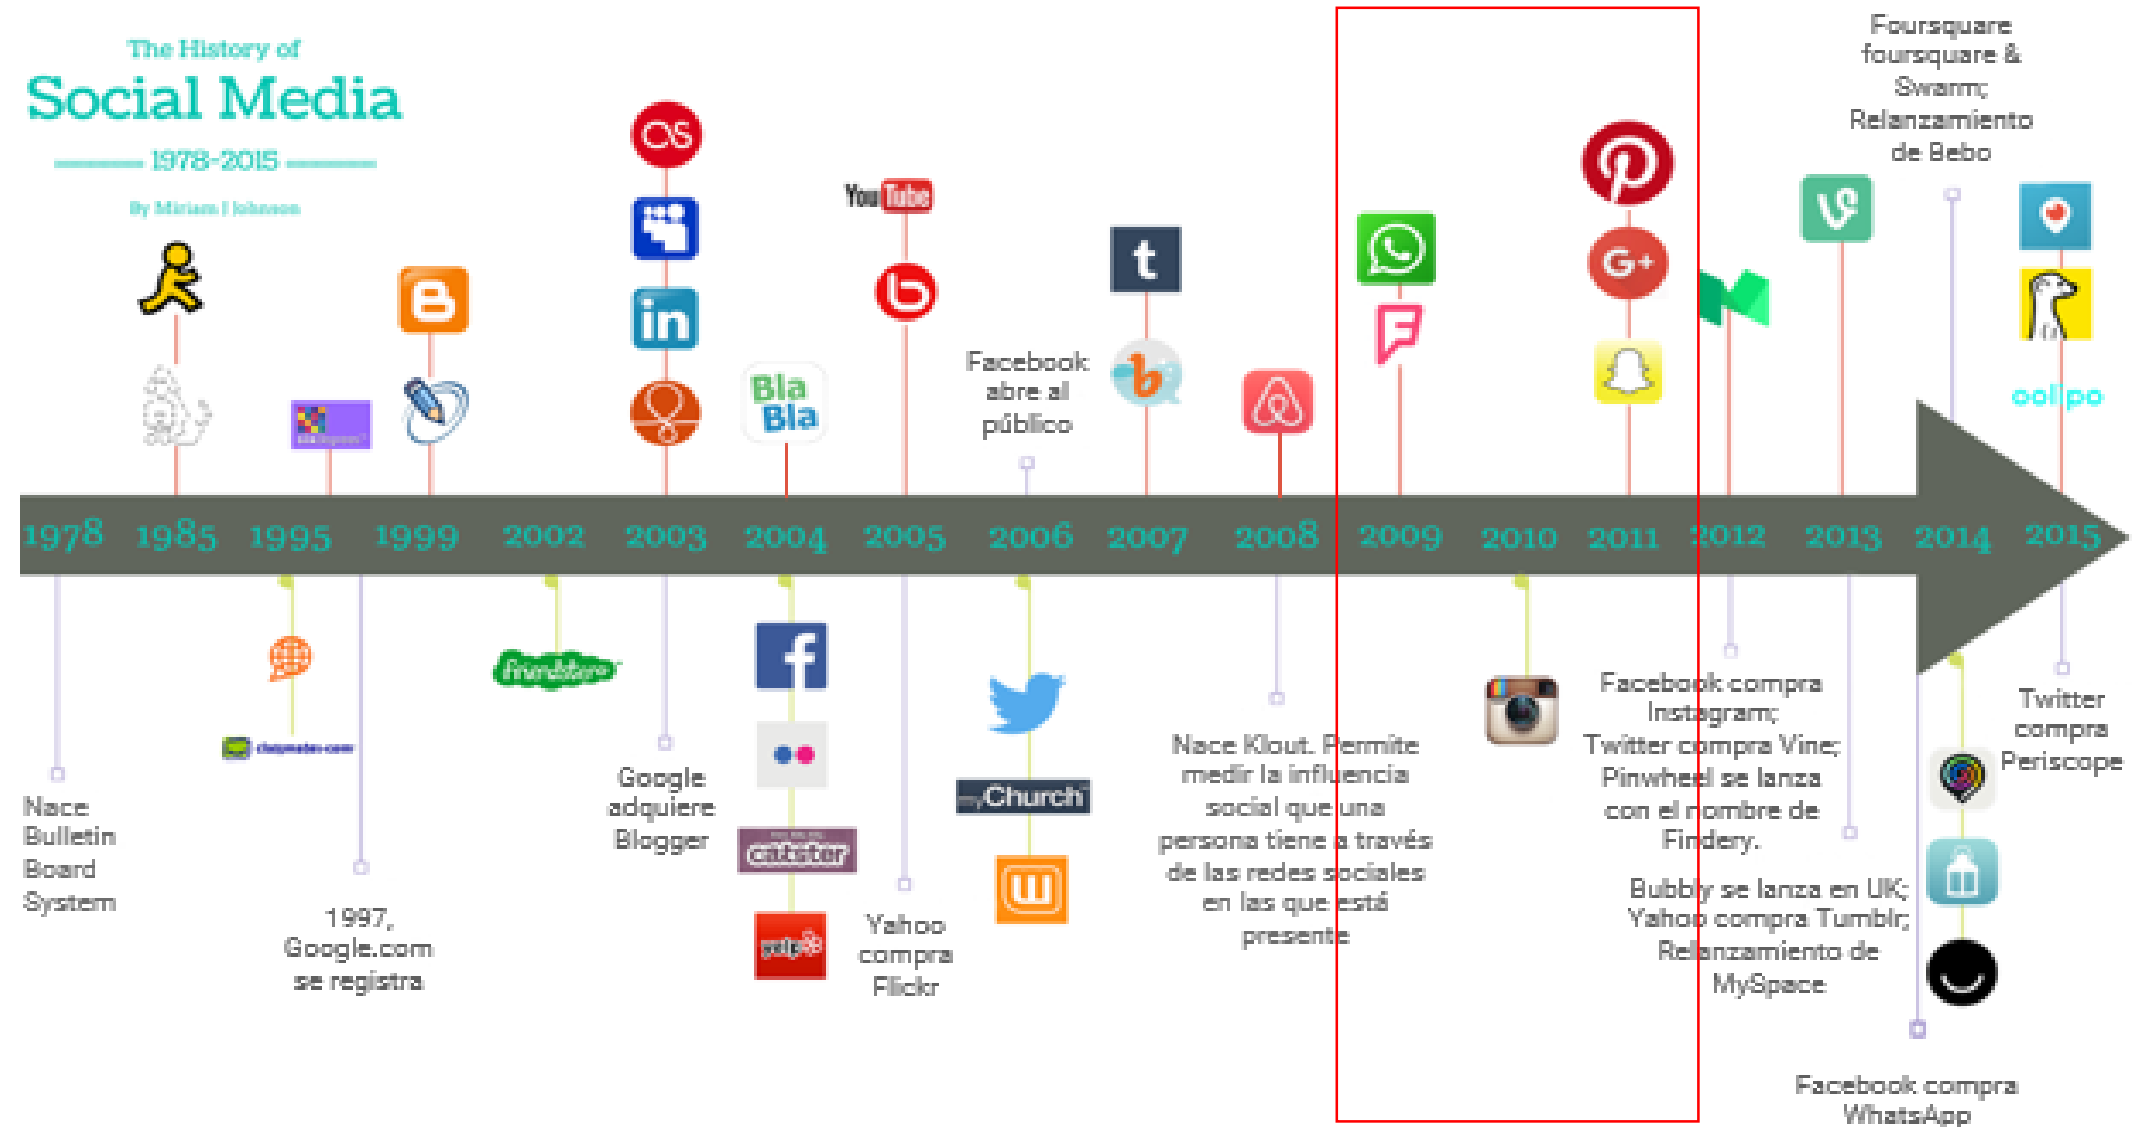 The History of
Social Media
1978-2015
By Miriam J Johnson
YouTube
t
in
Bla
Bla
Facebook
abre al
público
G+
Foursquare
foursquare &
Swarm;
Relanzamiento
de Bebo
oolipo
1978 1985 1995 1999 2002 2003 2004 2005 2006 2007 2008 2009 2010 2011 2012 2013 2014 2015
Nace
Bulletin
Board
System
1997,
Google.com
se registra
friendster
Google
adquiere
Blogger
f
catster
yelp
Yahoo
compra
Flickr
myChurch
Nace Klout. Permite
medir la influencia
social que una
persona tiene a través
de las redes sociales
en las que está
presente
Facebook compra
Instagram;
Twitter compra Vine;
Pinwheel se lanza
con el nombre de
Findery.
Bubbly se lanza en UK;
Yahoo compra Tumblr;
Relanzamiento de
MySpace
Twitter
compra
Periscope
Facebook compra
WhatsApp